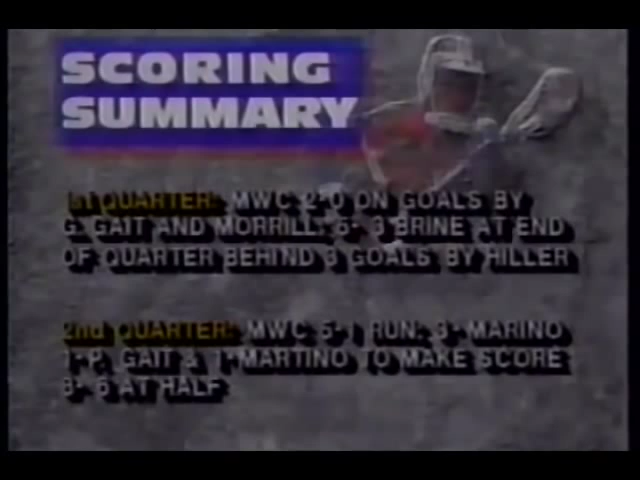 SCORING
SUMMARY
1st QUARTER: MWC 2-0 ON GOALS BY
G. GAIT AND MORRILL. 5-3 BRINE AT END
OF QUARTER BEHIND 3 GOALS BY HILLER
2nd QUARTER: MWC 5-1 RUN: 3-MARINO
1-P. GAIT & 1-MARTINO TO MAKE SCORE
8-6 AT HALF